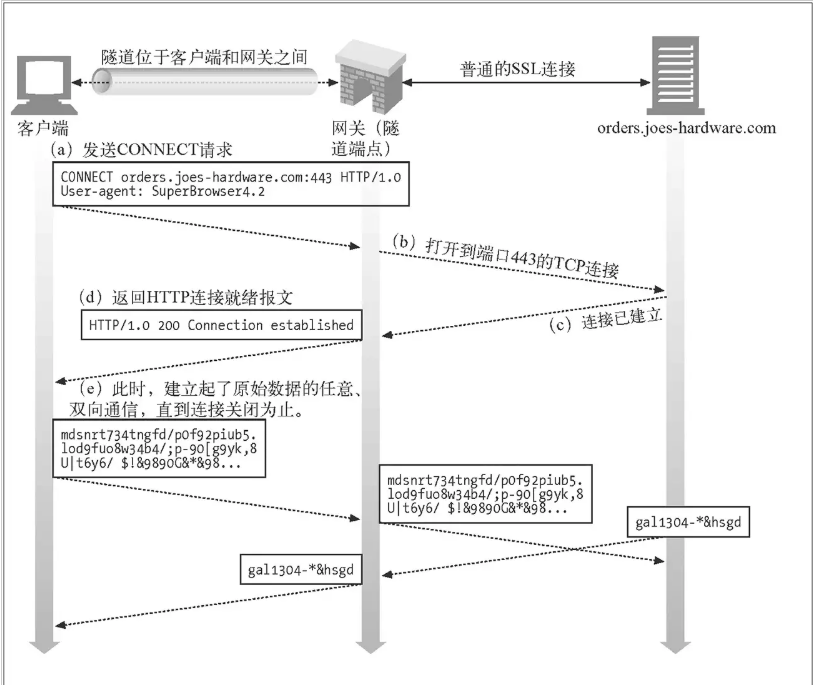 隧道位于客户端和网关之间
普通的SSL连接
客户端
网关（隧
道端点）
orders.joes-hardware.com
（a）发送CONNECT请求
CONNECT orders.joes-hardware.com:443 HTTP/1.0
User-agent: SuperBrowser4.2
（b）打开到端口443的TCP连接
（d）返回HTTP连接就绪报文
HTTP/1.0 200 Connection established
（c）连接已建立
（e）此时，建立起了原始数据的任意、
双向通信，直到连接关闭为止。
mdsnrt734tngfd/p0f92piub5.
lod9fuo8w34b4/;p-90[g9yk,8
U|t6y6/ $!&9890G&*&98...
mdsnrt734tngfd/p0f92piub5.
lod9fuo8w34b4/;p-90[g9yk,8
U|t6y6/ $!&9890G&*&98...
gal1304-*&hsgd
gal1304-*&hsgd